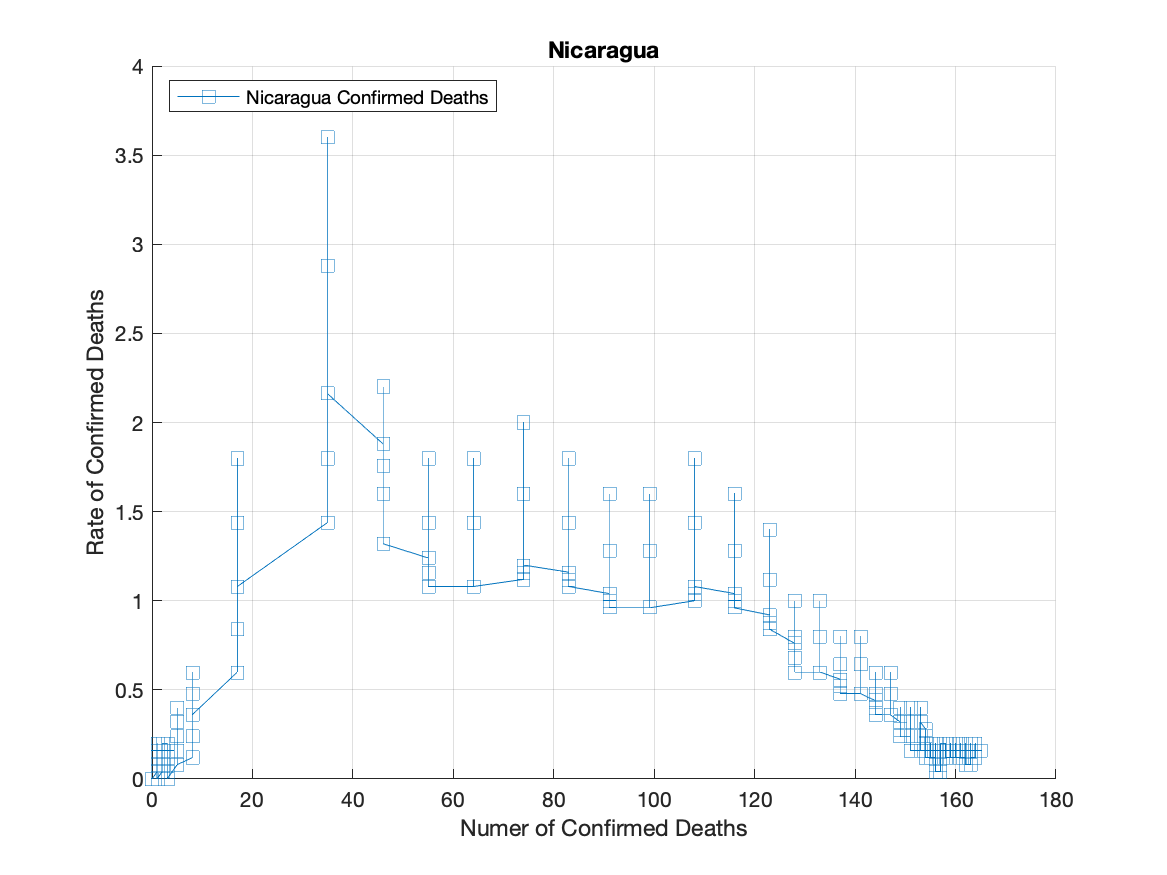 Nicaragua
Nicaragua Confirmed Deaths
4
3.5
3
2.5
2
1.5
1
0.5
0
Rate of Confirmed Deaths
0 20 40 60 80 100 120 140 160 180
Numer of Confirmed Deaths